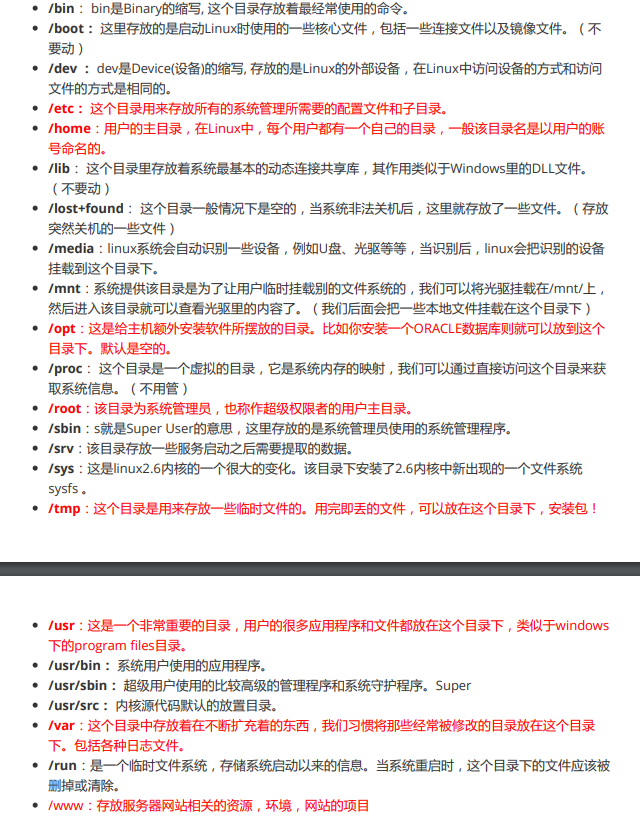 • /bin： bin是Binary的缩写, 这个目录存放着最经常使用的命令。
• /boot： 这里存放的是启动Linux时使用的一些核心文件，包括一些连接文件以及镜像文件。（不
要动）
• /dev ： dev是Device(设备)的缩写, 存放的是Linux的外部设备，在Linux中访问设备的方式和访问
文件的方式是相同的。
• /etc： 这个目录用来存放所有的系统管理所需要的配置文件和子目录。
• /home：用户的主目录，在Linux中，每个用户都有一个自己的目录，一般该目录名是以用户的账
号命名的。
• /lib： 这个目录里存放着系统最基本的动态连接共享库，其作用类似于Windows里的DLL文件。
（不要动）
• /lost+found： 这个目录一般情况下是空的，当系统非法关机后，这里就存放了一些文件。（存放
突然关机的一些文件）
• /media：linux系统会自动识别一些设备，例如U盘、光驱等等，当识别后，linux会把识别的设备
挂载到这个目录下。
• /mnt：系统提供该目录是为了让用户临时挂载别的文件系统的，我们可以将光驱挂载在/mnt/上，
然后进入该目录就可以查看光驱里的内容了。（我们后面会把一些本地文件挂载在这个目录下）
• /opt：这是给主机额外安装软件所摆放的目录。比如你安装一个ORACLE数据库则就可以放到这个
目录下。默认是空的。
• /proc： 这个目录是一个虚拟的目录，它是系统内存的映射，我们可以通过直接访问这个目录来获
取系统信息。（不用管）
• /root：该目录为系统管理员，也称作超级权限者的用户主目录。
• /sbin：s就是Super User的意思，这里存放的是系统管理员使用的系统管理程序。
• /srv：该目录存放一些服务启动之后需要提取的数据。
• /sys：这是linux2.6内核的一个很大的变化。该目录下安装了2.6内核中新出现的一个文件系统
sysfs 。
• /tmp：这个目录是用来存放一些临时文件的。用完即丢的文件，可以放在这个目录下，安装包！
• /usr：这是一个非常重要的目录，用户的很多应用程序和文件都放在这个目录下，类似于windows
下的program files目录。
• /usr/bin： 系统用户使用的应用程序。
• /usr/sbin： 超级用户使用的比较高级的管理程序和系统守护程序。Super
• /usr/src： 内核源代码默认的放置目录。
• /var：这个目录中存放着在不断扩充着的东西，我们习惯将那些经常被修改的目录放在这个目录
下。包括各种日志文件。
• /run：是一个临时文件系统，存储系统启动以来的信息。当系统重启时，这个目录下的文件应该被
删掉或清除。
• /www：存放服务器网站相关的资源，环境，网站的项目